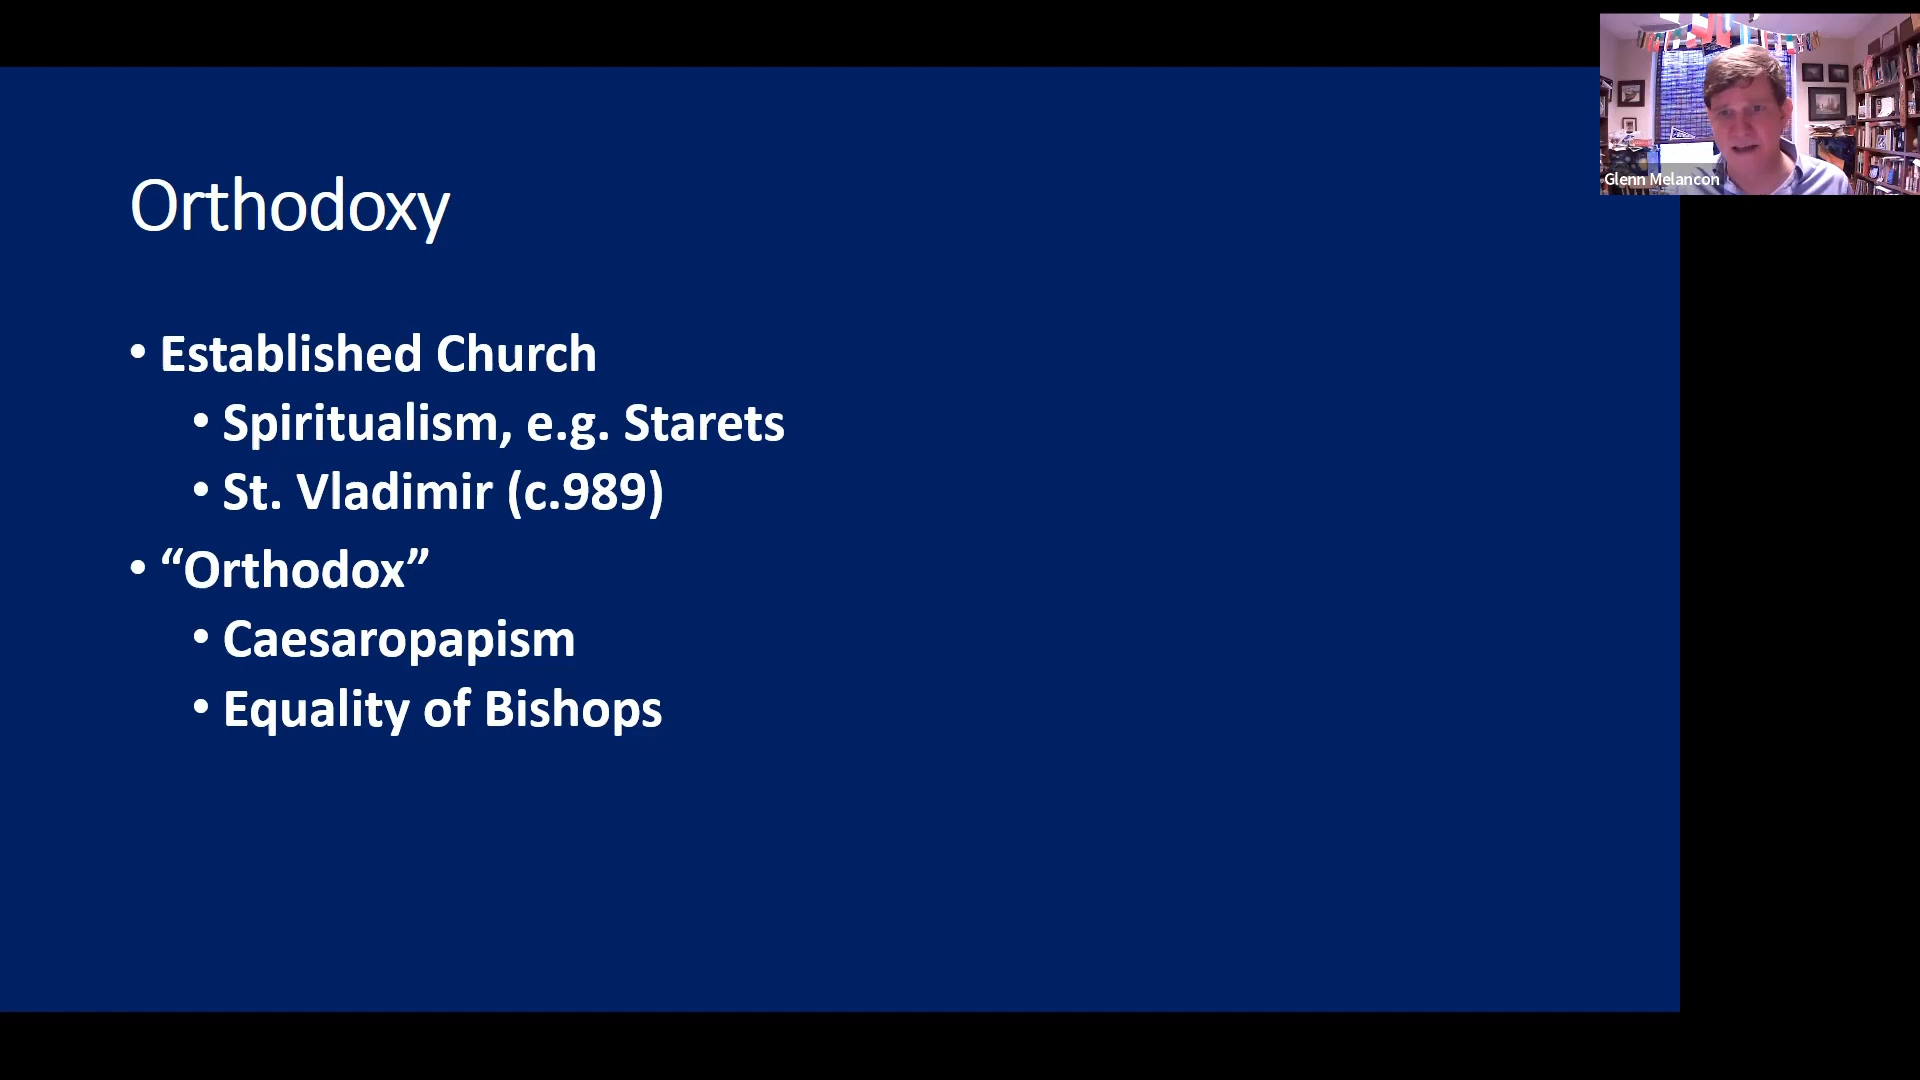 Orthodoxy
• Established Church
• Spiritualism, e.g. Starets
• St. Vladimir (c.989)
• “Orthodox”
• Caesaropapism
• Equality of Bishops
Glenn Melancon